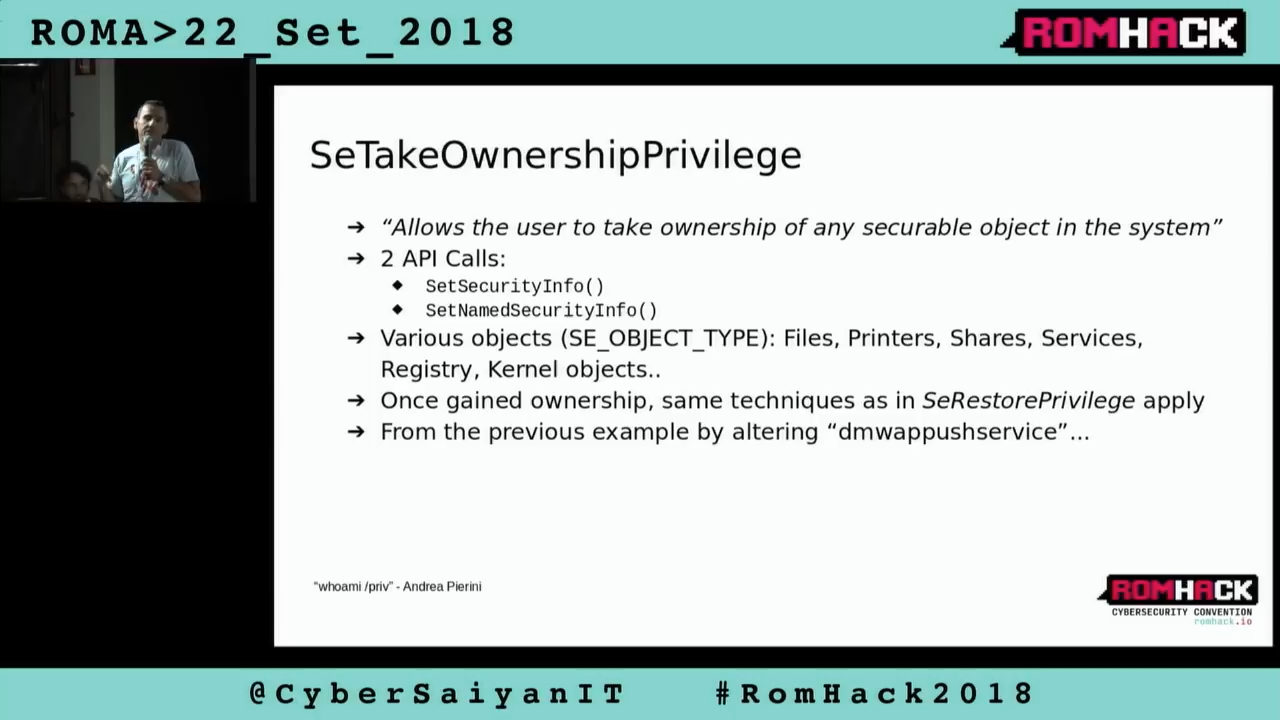 ROMA>22_Set_2018
ROMHACK
SeTakeOwnershipPrivilege
➔ “Allows the user to take ownership of any securable object in the system”
➔ 2 API Calls:
◆ SetSecurityInfo()
◆ SetNamedSecurityInfo()
➔ Various objects (SE_OBJECT_TYPE): Files, Printers, Shares, Services,
Registry, Kernel objects..
➔ Once gained ownership, same techniques as in SeRestorePrivilege apply
➔ From the previous example by altering “dmwappushservice”...
“whoami /priv” - Andrea Pierini
ROMHACK
CYBERSECURITY CONVENTION
romhack.io
@CyberSaiyanIT #RomHack2018